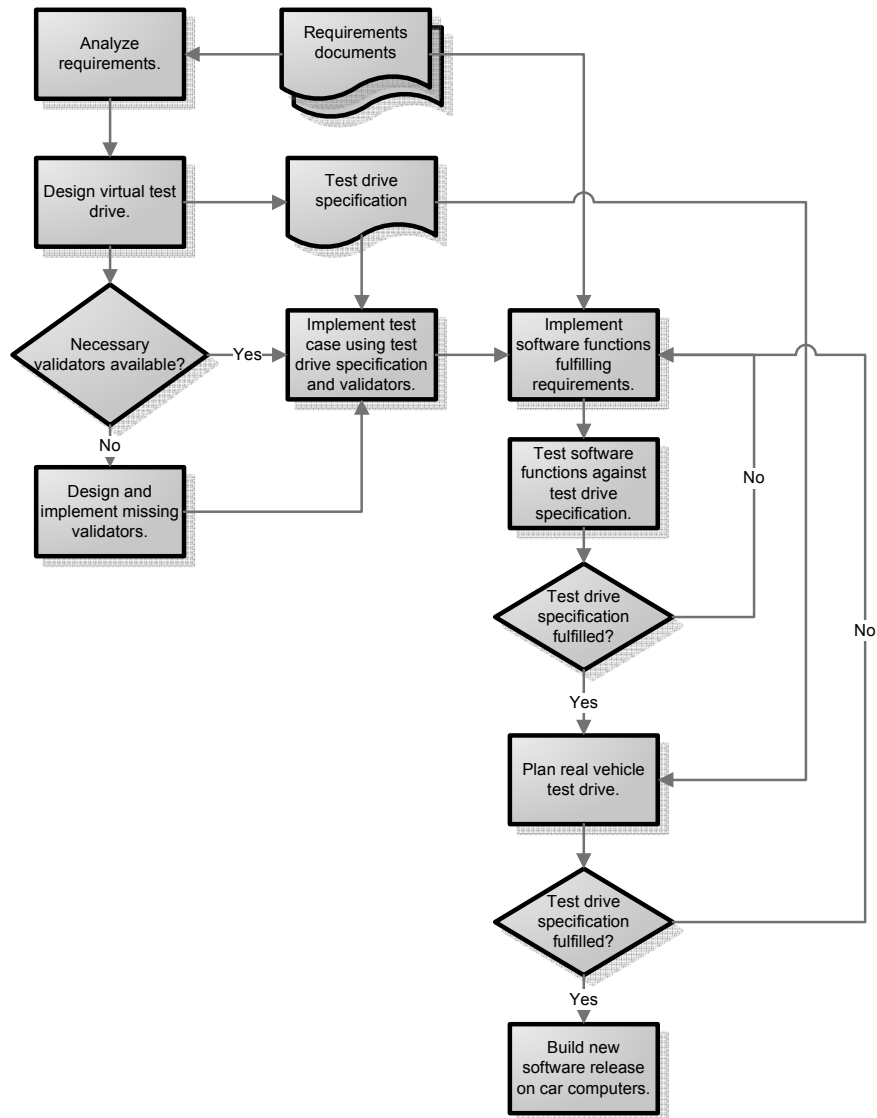 Analyze
requirements.
Requirements
documents
Design virtual test
drive.
Test drive
specification
Necessary
validators available?
Yes
Implement test
case using test
drive specification
and validators.
Implement
software functions
fulfilling
requirements.
No
Design and
implement missing
validators.
Test software
functions against
test drive
specification.
No
Test drive
specification
fulfilled?
No
Yes
Plan real vehicle
test drive.
Test drive
specification
fulfilled?
Yes
Build new
software release
on car computers.